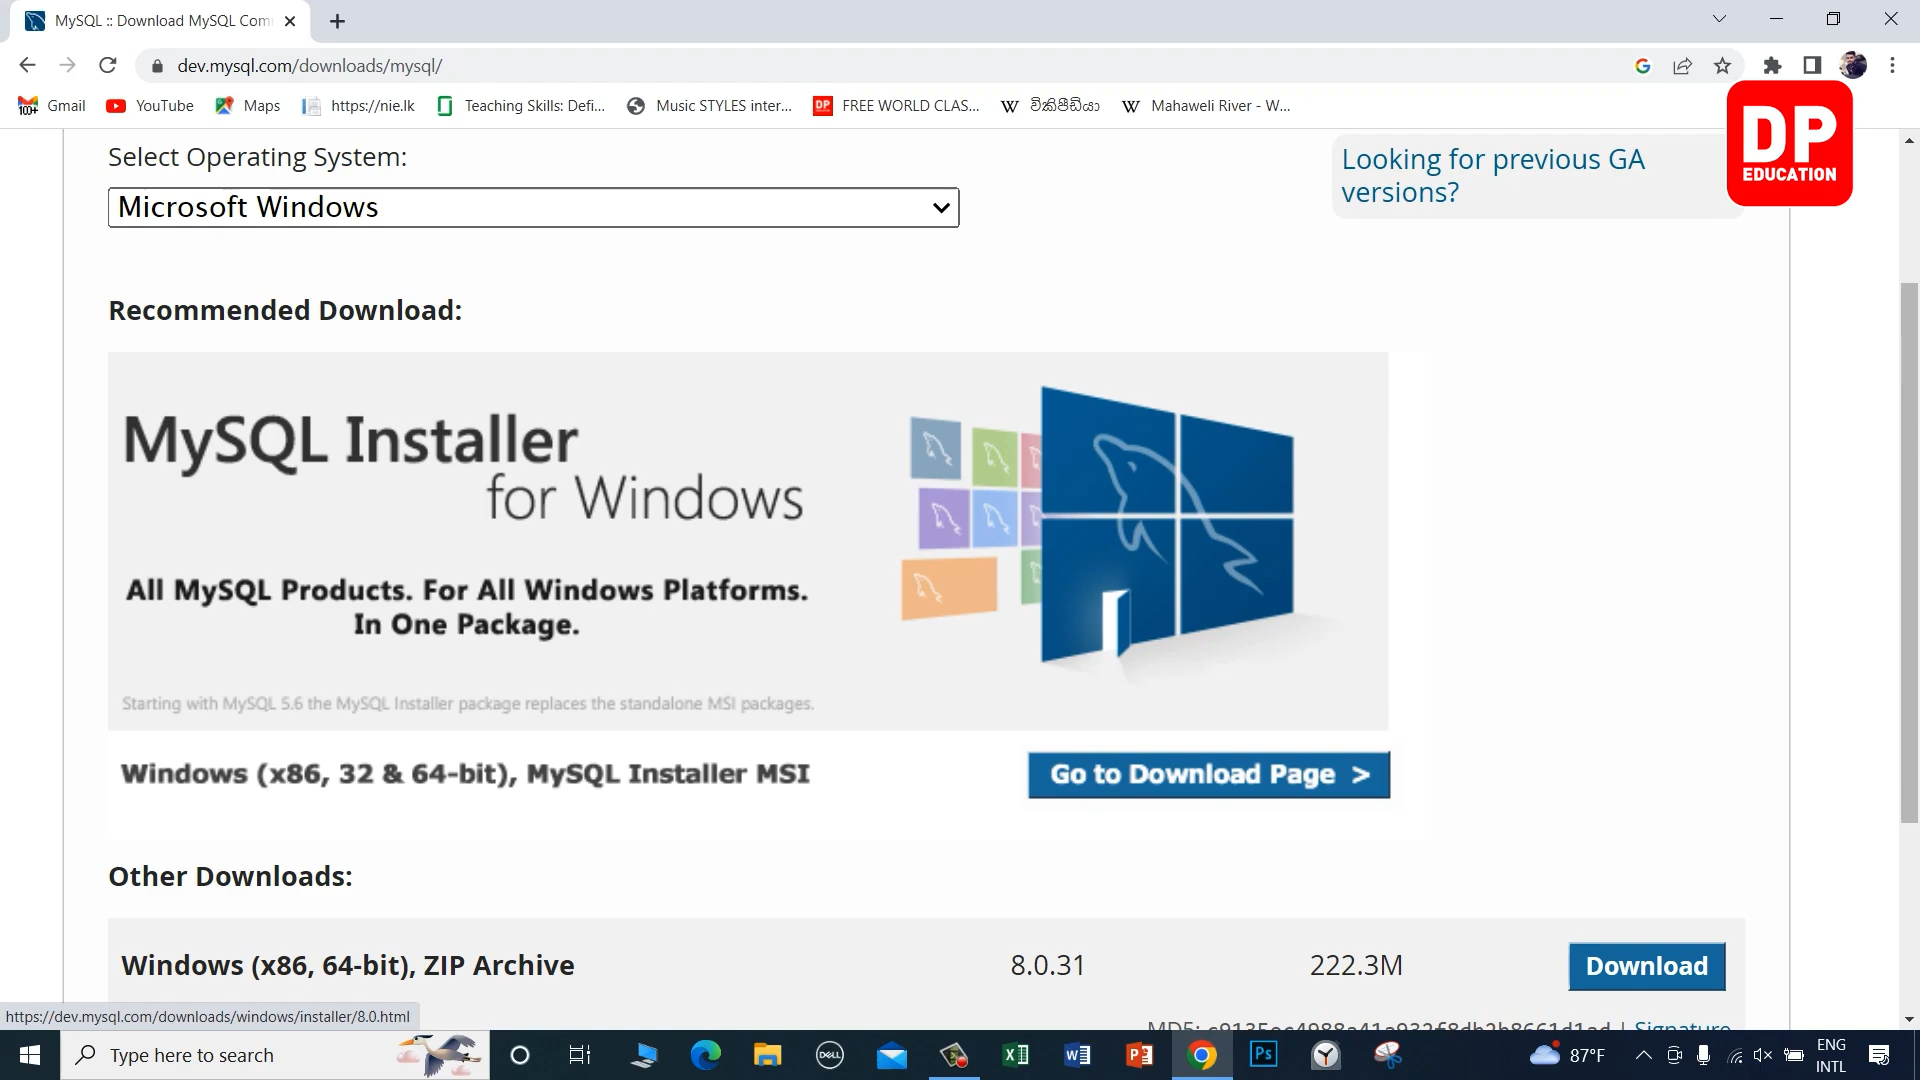 MySQL :: Download MySQL Com
dev.mysql.com/downloads/mysql/
Gmail
YouTube
Maps
https://nie.lk
Teaching Skills: Defi...
Music STYLES inter...
FREE WORLD CLAS...
විකිපීඩියා
Mahaweli River - W...
DP
EDUCATION
Select Operating System:
Microsoft Windows
Looking for previous GA
versions?
Recommended Download:
MySQL Installer
for Windows
All MySQL Products. For All Windows Platforms.
In One Package.
Starting with MySQL 5.6 the MySQL Installer package replaces the standalone MSI packages.
Windows (x86, 32 & 64-bit), MySQL Installer MSI
Go to Download Page >
Other Downloads:
Windows (x86, 64-bit), ZIP Archive 8.0.31 222.3M Download
https://dev.mysql.com/downloads/windows/installer/8.0.html
Type here to search
87°F
ENG
INTL